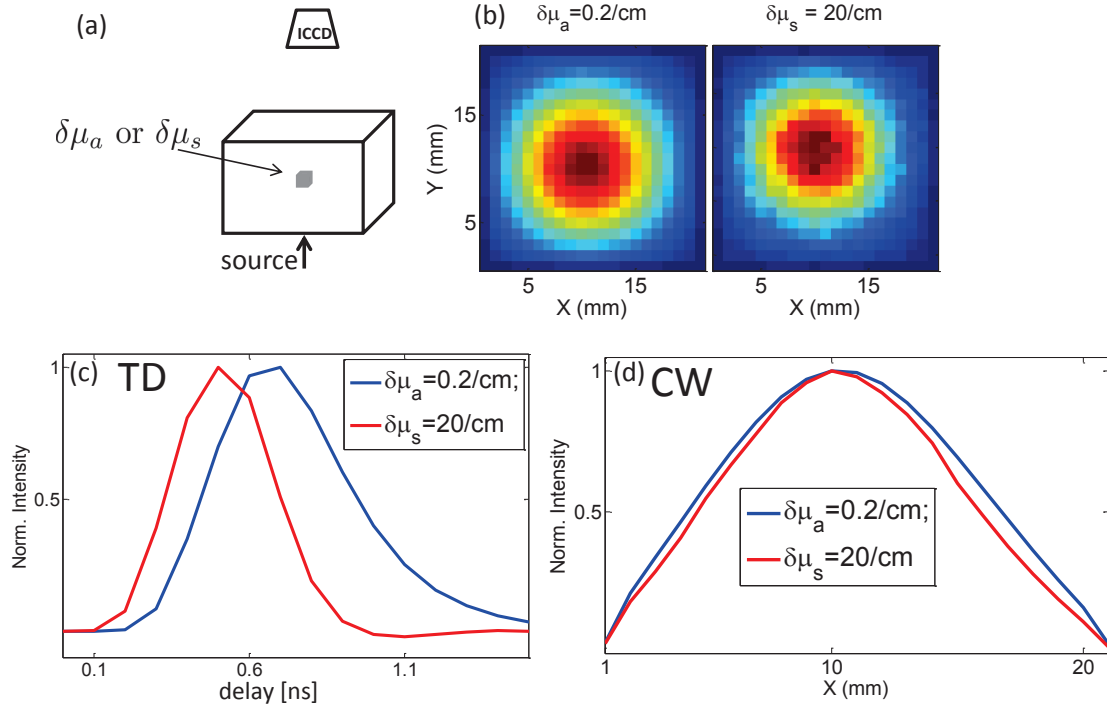 (a)
ICCD
δμa or δμs
source
(b)
δμa=0.2/cm
δμs = 20/cm
Y (mm)
15
5
5
15
5
15
X (mm)
X (mm)
(c) TD
1
0.5
Norm. Intensity
δμa=0.2/cm;
δμs=20/cm
0.1
0.6
1.1
delay [ns]
(d) CW
1
0.5
Norm. Intensity
δμa=0.2/cm;
δμs=20/cm
1
10
20
X (mm)